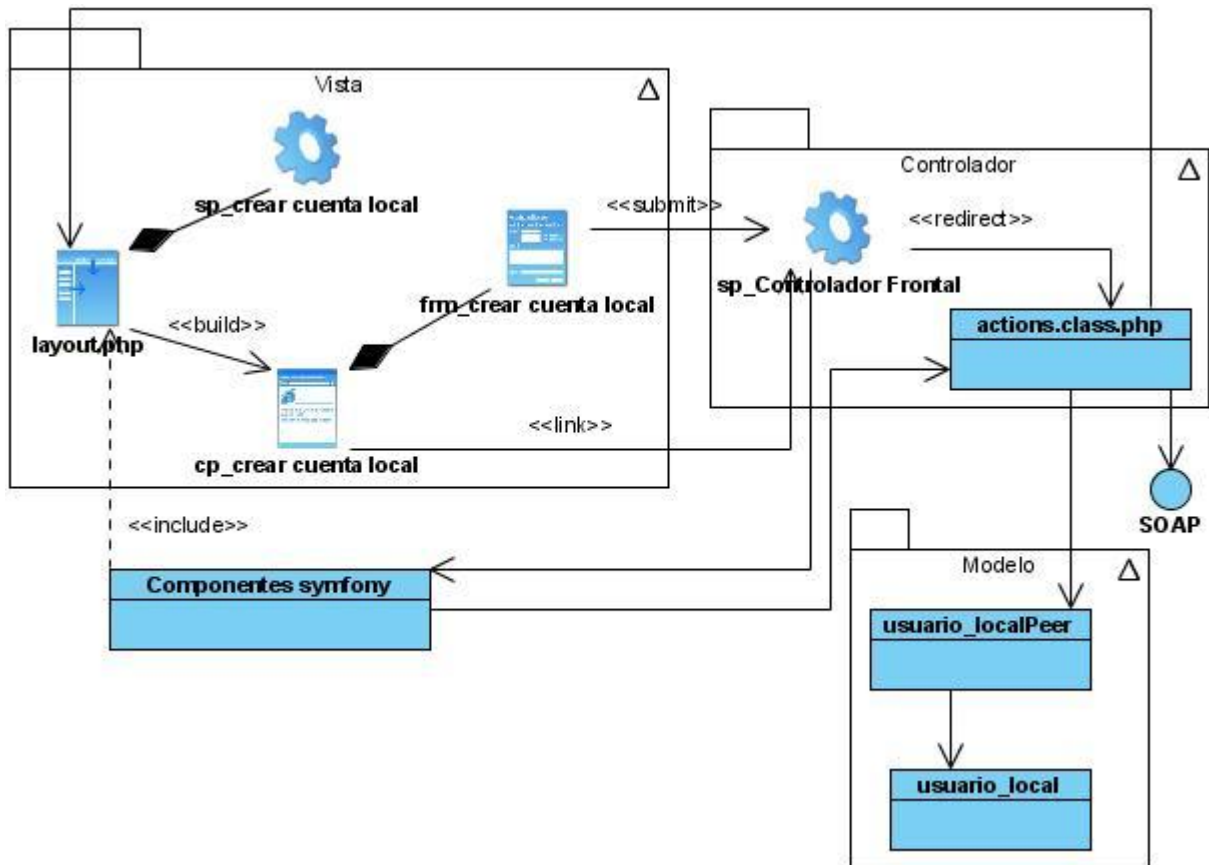 Vista
sp_crear cuenta local
<<submit>>
frm_crear cuenta local
layout.php
<<build>>
<<link>>
cp_crear cuenta local
<<include>>
Controlador
<<redirect>>
sp_Controlador Frontal
actions.class.php
SOAP
Componentes symfony
Modelo
usuario_localPeer
usuario_local